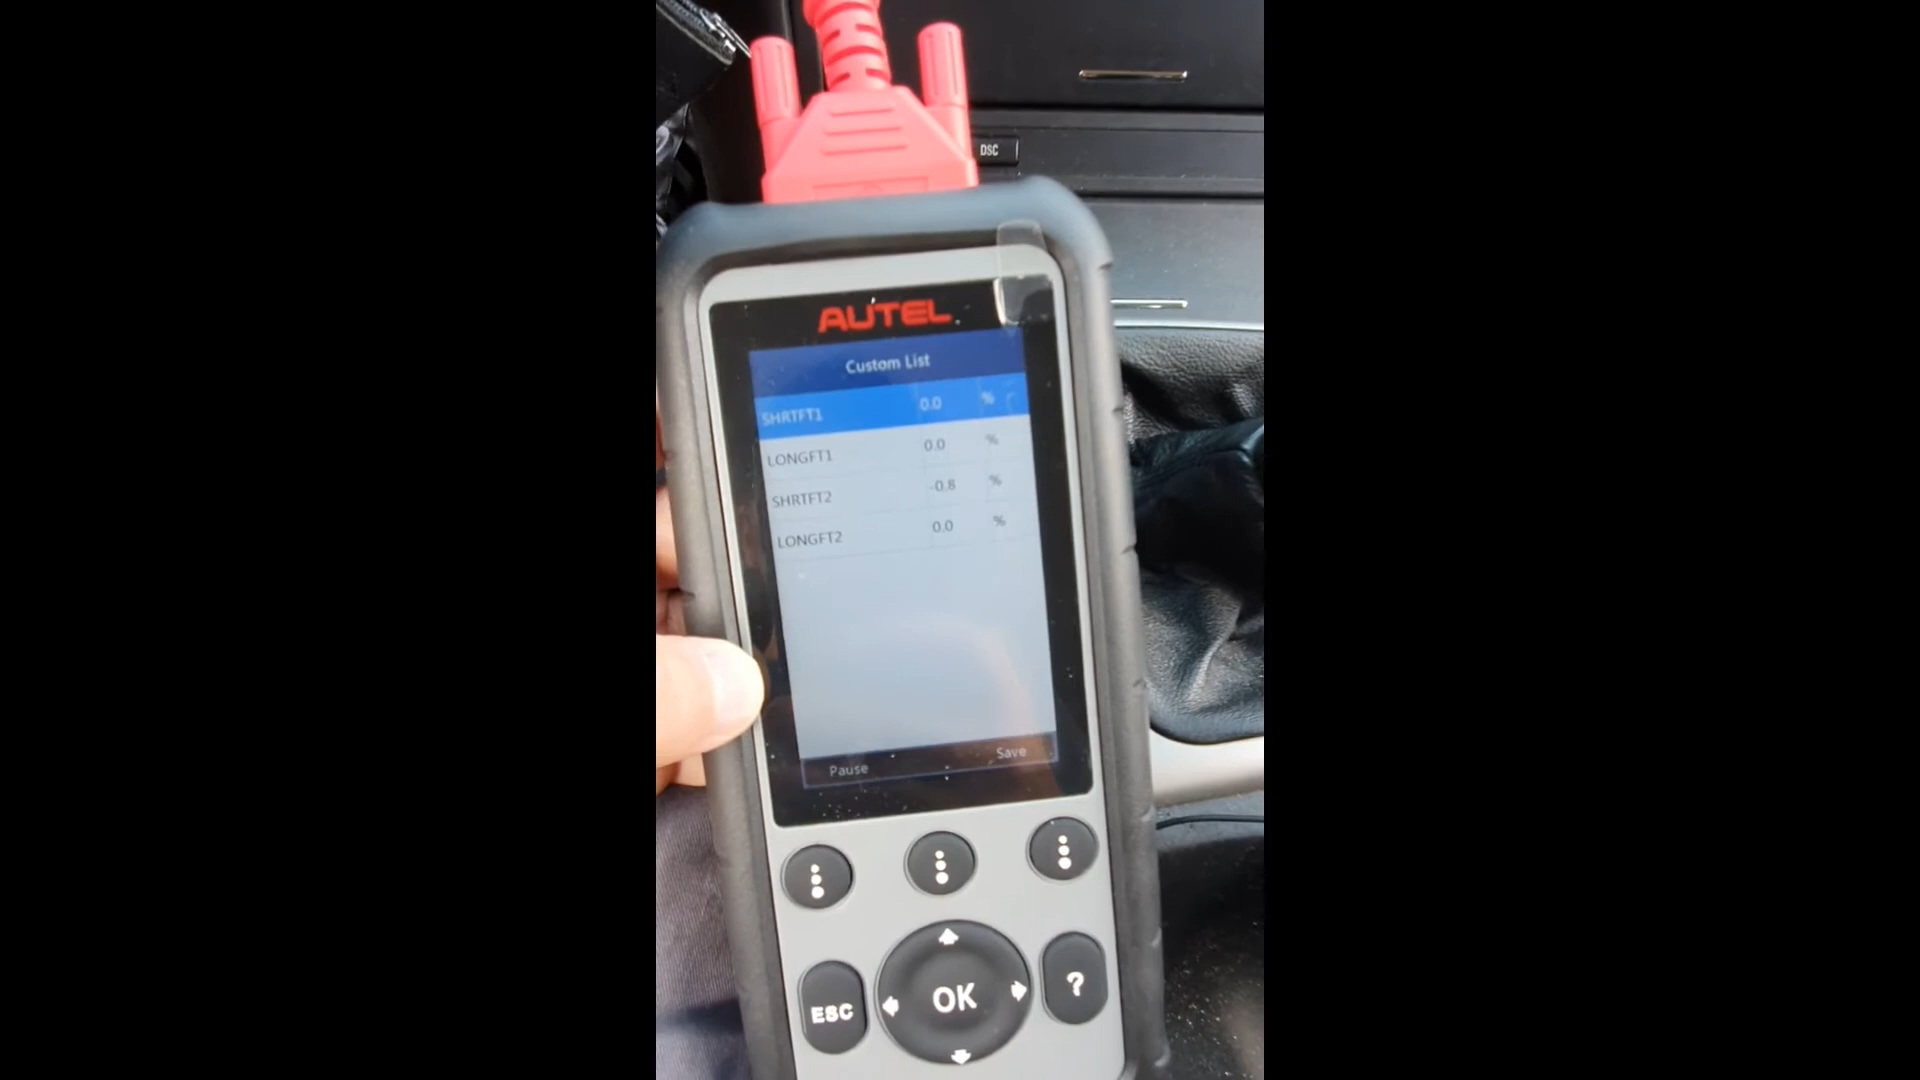 DSC
AUTEL
Custom List
SHRTFT1 0.0 %
LONGFT1 0.0 %
SHRTFT2 -0.8 %
LONGFT2 0.0 %
Pause Save
ESC OK ?